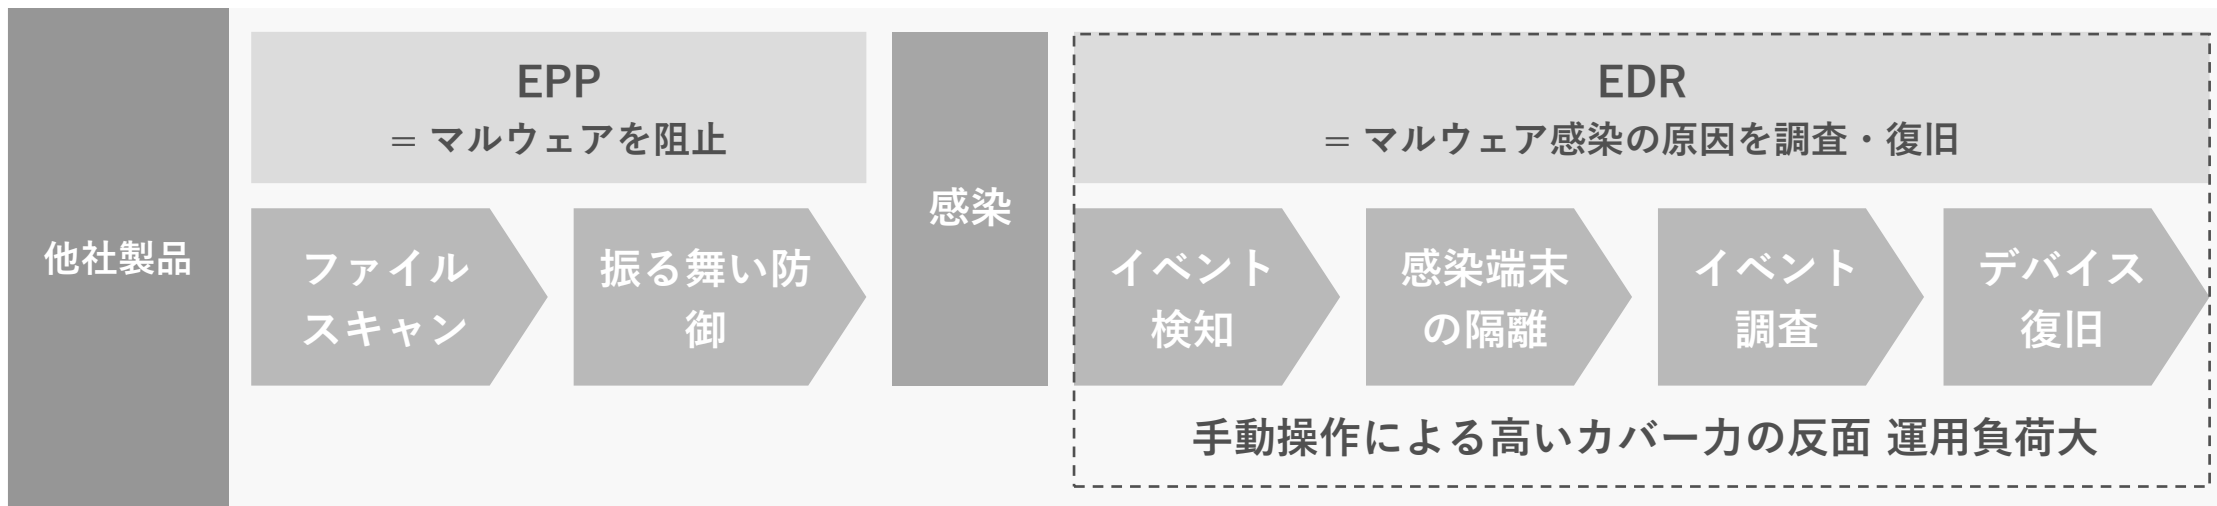 他社製品
EPP
= マルウェアを阻止
ファイル
スキャン
振る舞い防
御
感染
EDR
= マルウェア感染の原因を調査・復旧
イベント
検知
感染端末
の隔離
イベント
調査
デバイス
復旧
手動操作による高いカバー力の反面 運用負荷大